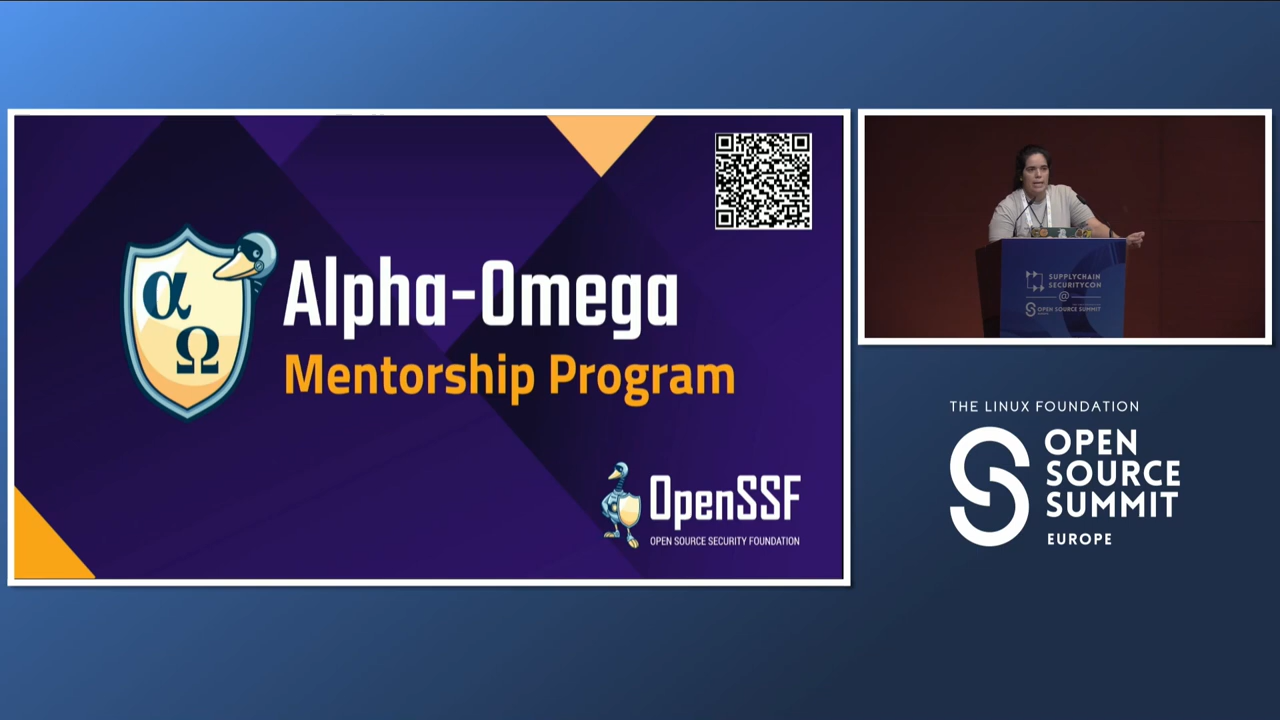 α
Ω
Alpha-Omega
Mentorship Program
OpenSSF
OPEN SOURCE SECURITY FOUNDATION
SUPPLYCHAIN
SECURITYCON
@
OPEN SOURCE SUMMIT
THE LINUX FOUNDATION
OPEN
SOURCE
SUMMIT
EUROPE